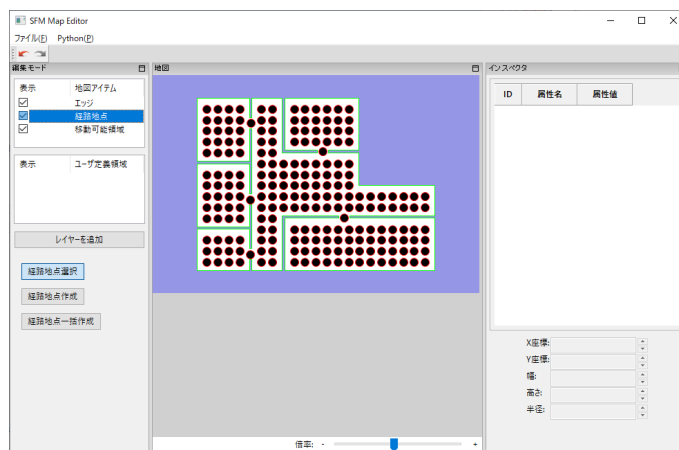 SFM Map Editor
ファイル(F) Python(P)
編集モード
地図
インスペクタ
表示 地図アイテム
エッジ
経路地点
移動可能領域
表示 ユーザ定義領域
レイヤーを追加
経路地点選択
経路地点作成
経路地点一括作成
ID 属性名 属性値
X座標:
Y座標:
幅:
高さ:
半径:
倍率: - +